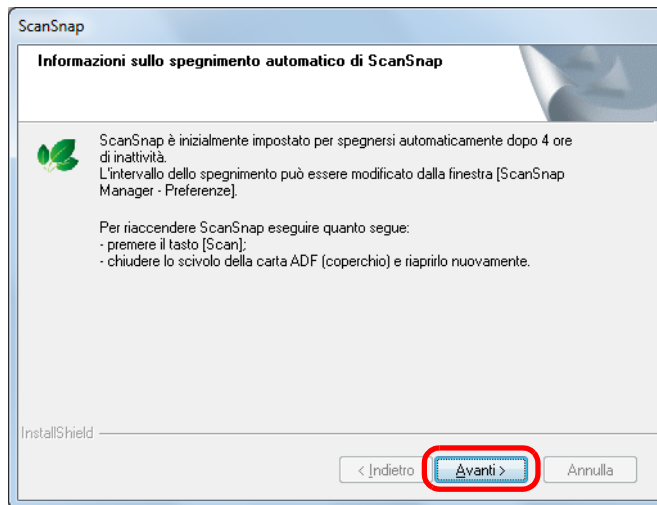 ScanSnap
Informazioni sullo spegnimento automatico di ScanSnap
ScanSnap è inizialmente impostato per spegnersi automaticamente dopo 4 ore
di inattività.
L'intervallo dello spegnimento può essere modificato dalla finestra [ScanSnap
Manager - Preferenze].
Per riaccendere ScanSnap eseguire quanto segue:
- premere il tasto [Scan];
- chiudere lo scivolo della carta ADF (coperchio) e riaprirlo nuovamente.
InstallShield
< Indietro Avanti > Annulla